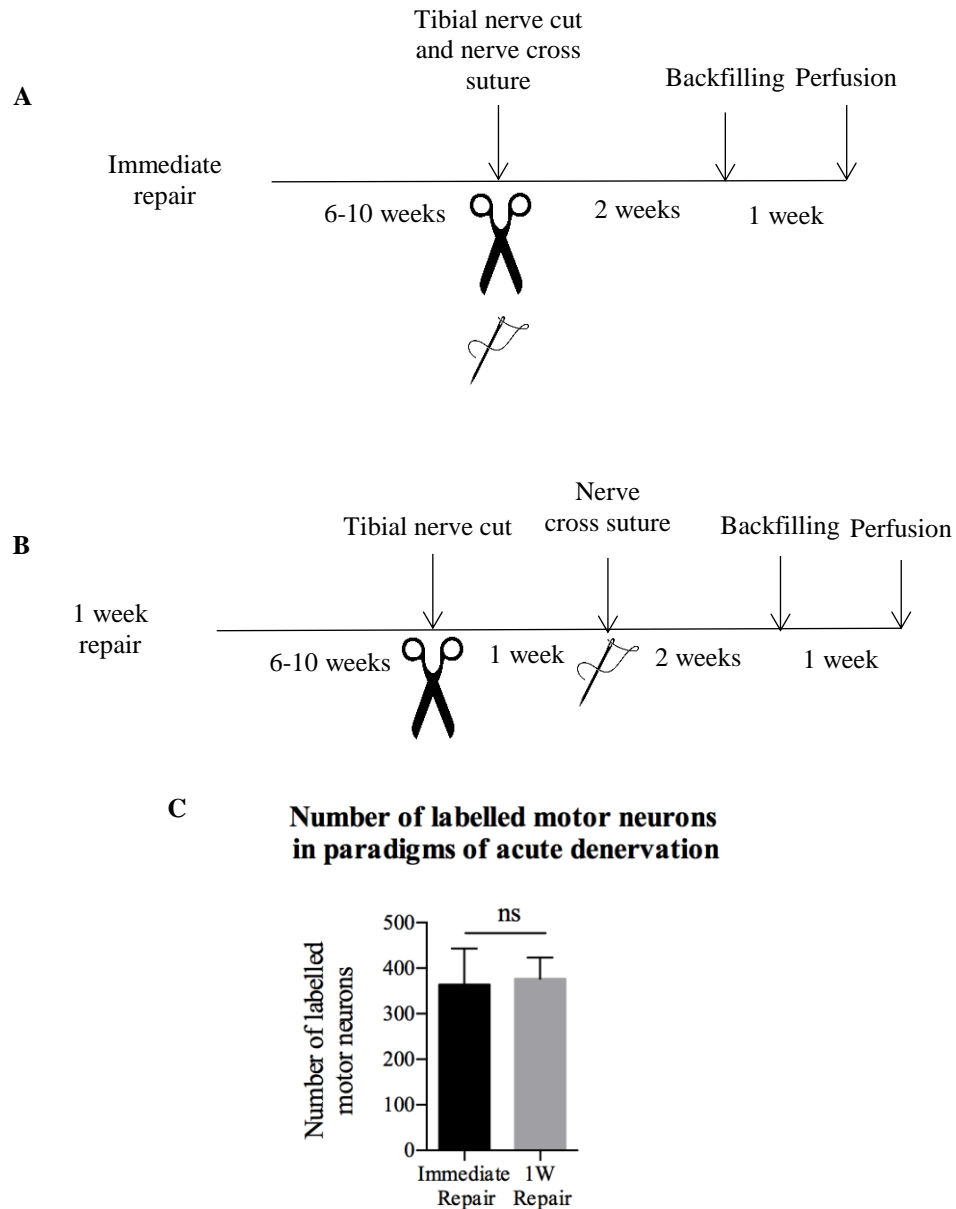 Tibial nerve cut
and nerve cross
suture
A
Backfilling Perfusion
Immediate
repair
6-10 weeks
2 weeks
1 week
Nerve
cross suture
Tibial nerve cut
Backfilling
Perfusion
B
1 week
repair
6-10 weeks
1 week
2 weeks
1 week
C
Number of labelled motor neurons
in paradigms of acute denervation
Number of labelled
motor neurons
500
400
300
200
100
0
ns
Immediate
Repair
1W
Repair